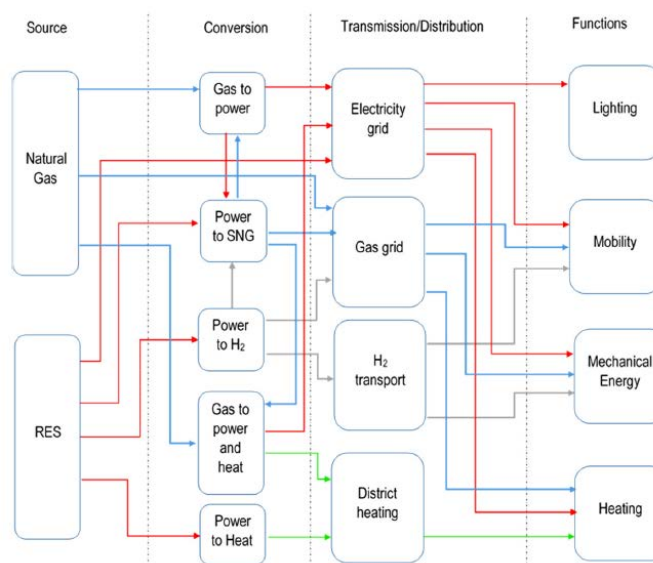 Source
Conversion
Transmission/Distribution
Functions
Natural
Gas
RES
Gas to
power
Power
to SNG
Power
to H₂
Gas to
power
and
heat
Power
to Heat
Electricity
grid
Gas grid
H₂
transport
District
heating
Lighting
Mobility
Mechanical
Energy
Heating